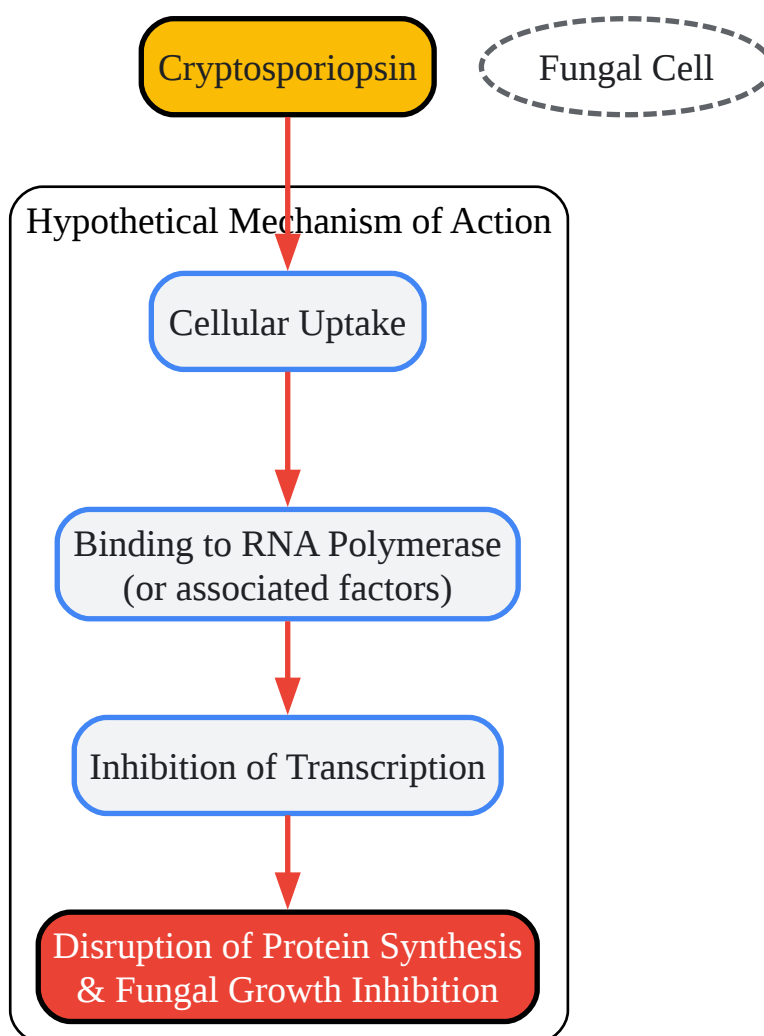 Cryptosporiopsin
Fungal Cell
Hypothetical Mechanism of Action
Cellular Uptake
Binding to RNA Polymerase
(or associated factors)
Inhibition of Transcription
Disruption of Protein Synthesis
& Fungal Growth Inhibition